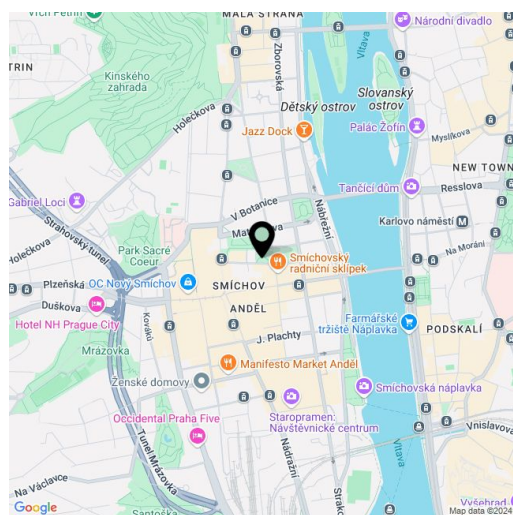 Vrch Petřín
MALÁ STRANA
Národní divadlo
TŘÍN
Kinského
zahrada
Zborovská
Vltava
Slovanský
ostrov
Dětský ostrov
Holečkova
Jazz Dock
Palác Žofín
Myslíkova
NEW TOWN
Gabriel Loci
Tančící dům
Resslova
V Botanice
Nábřežní
Karlovo náměstí
Holečkova
Strahovský tunel
Park Sacré
Coeur
Na Moráni
Smíchovský
radniční sklípek
Plzeňská
OC Nový Smíchov
SMÍCHOV
Duškova
ANDĚL
Farmářské
tržiště Náplavka
PODSKALÍ
Hotel NH Prague City
Kováků
J. Plachty
Mrázovka
Manifesto Market Anděl
Ženské domovy
Smíchovská náplavka
Staropramen:
Návštěvnické centrum
Occidental Praha Five
Vnislavova
Tunel Mrázovka
Nádražní
Vltava
Na Václavce
Strako
Vyšehrad
Santoška
Google
Map data ©2024